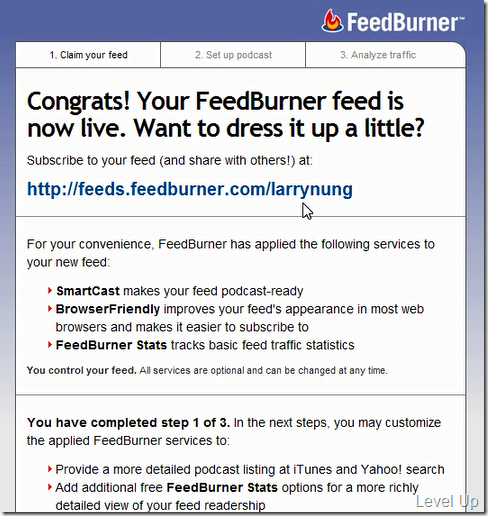 FeedBurner™
1. Claim your feed
2. Set up podcast
3. Analyze traffic
Congrats! Your FeedBurner feed is
now live. Want to dress it up a little?
Subscribe to your feed (and share with others!) at:
http://feeds.feedburner.com/larrynung
For your convenience, FeedBurner has applied the following services to
your new feed:
SmartCast makes your feed podcast-ready
BrowserFriendly improves your feed's appearance in most web
browsers and makes it easier to subscribe to
FeedBurner Stats tracks basic feed traffic statistics
You control your feed. All services are optional and can be changed at any time.
You have completed step 1 of 3. In the next steps, you may customize
the applied FeedBurner services to:
Provide a more detailed podcast listing at iTunes and Yahoo! search
Add additional free FeedBurner Stats options for a more richly
detailed view of your feed readership
Level Up